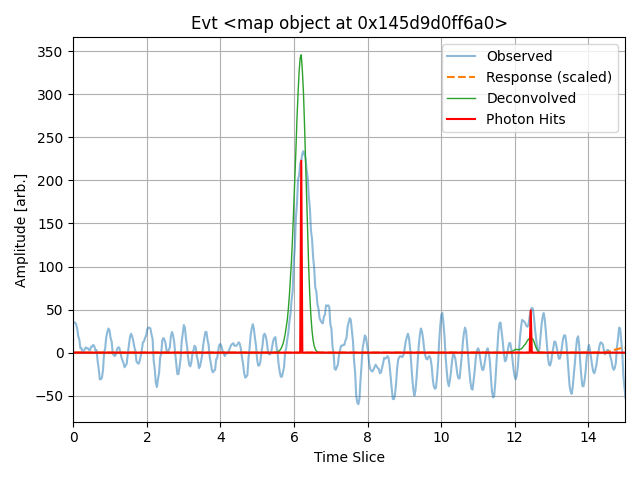 Evt <map object at 0x145d9d0ff6a0>
Observed
Response (scaled)
Deconvolved
Photon Hits
Amplitude [arb.]
350
300
250
200
150
100
50
0
−50
0 2 4 6 8 10 12 14
Time Slice